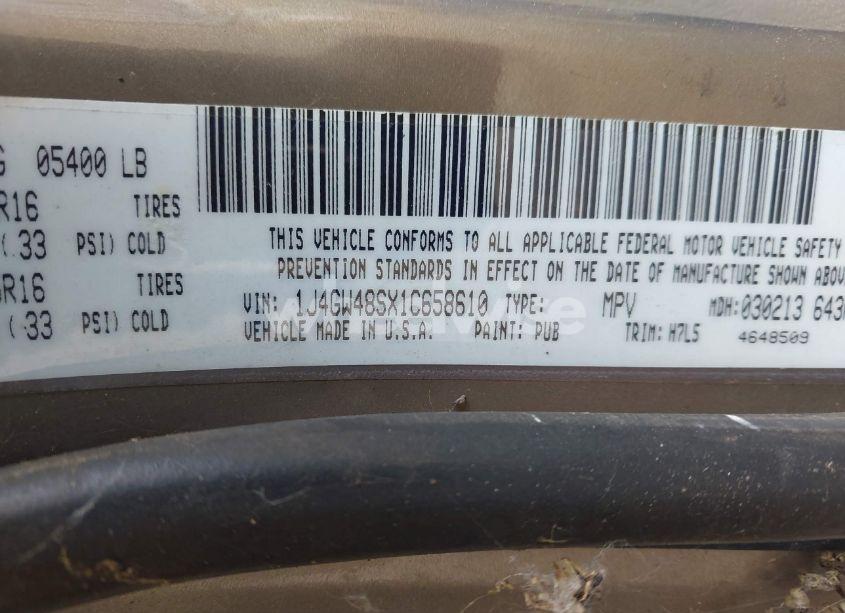 G 05400 LB
R16 TIRES
(.33 PSI) COLD
R16 TIRES
(.33 PSI) COLD
THIS VEHICLE CONFORMS TO ALL APPLICABLE FEDERAL MOTOR VEHICLE SAFETY
PREVENTION STANDARDS IN EFFECT ON THE DATE OF MANUFACTURE SHOWN ABOV
VIN: 1J4GW48SX1C658610 TYPE: MPV MDH: 030213 643
VEHICLE MADE IN U.S.A. PAINT: PUB TRIM: H7L5 4648509